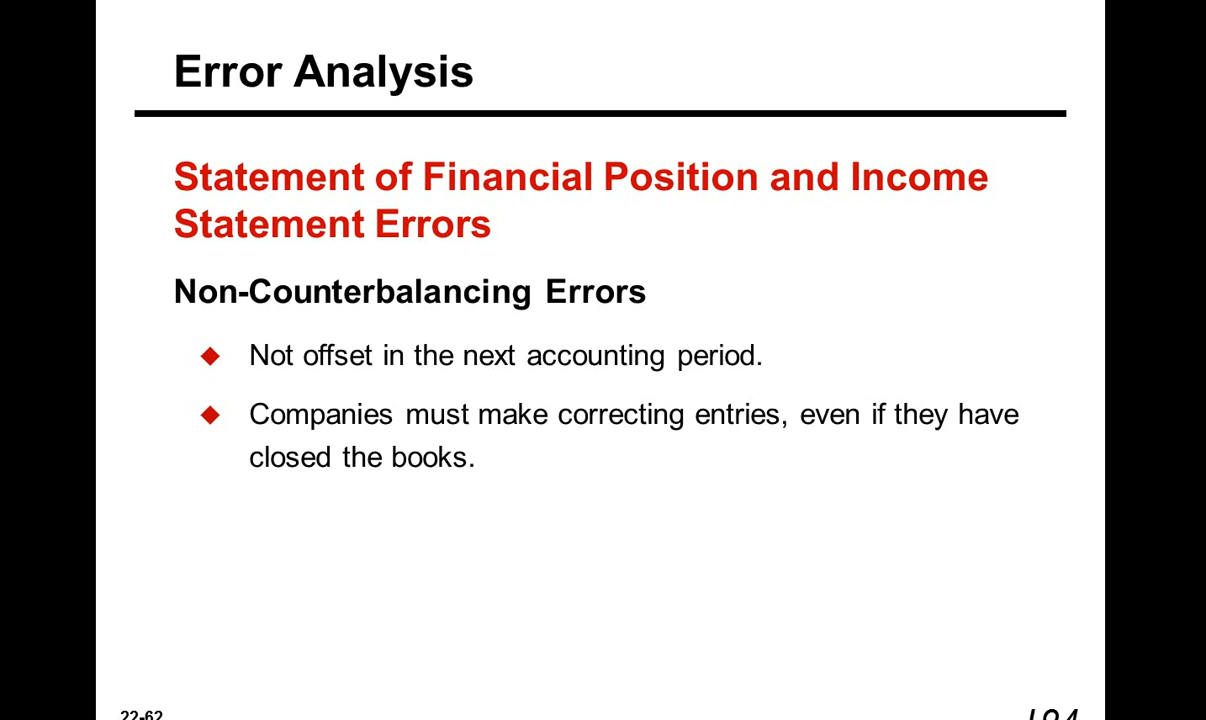 Error Analysis
Statement of Financial Position and Income
Statement Errors
Non-Counterbalancing Errors
Not offset in the next accounting period.
Companies must make correcting entries, even if they have
closed the books.
22-62